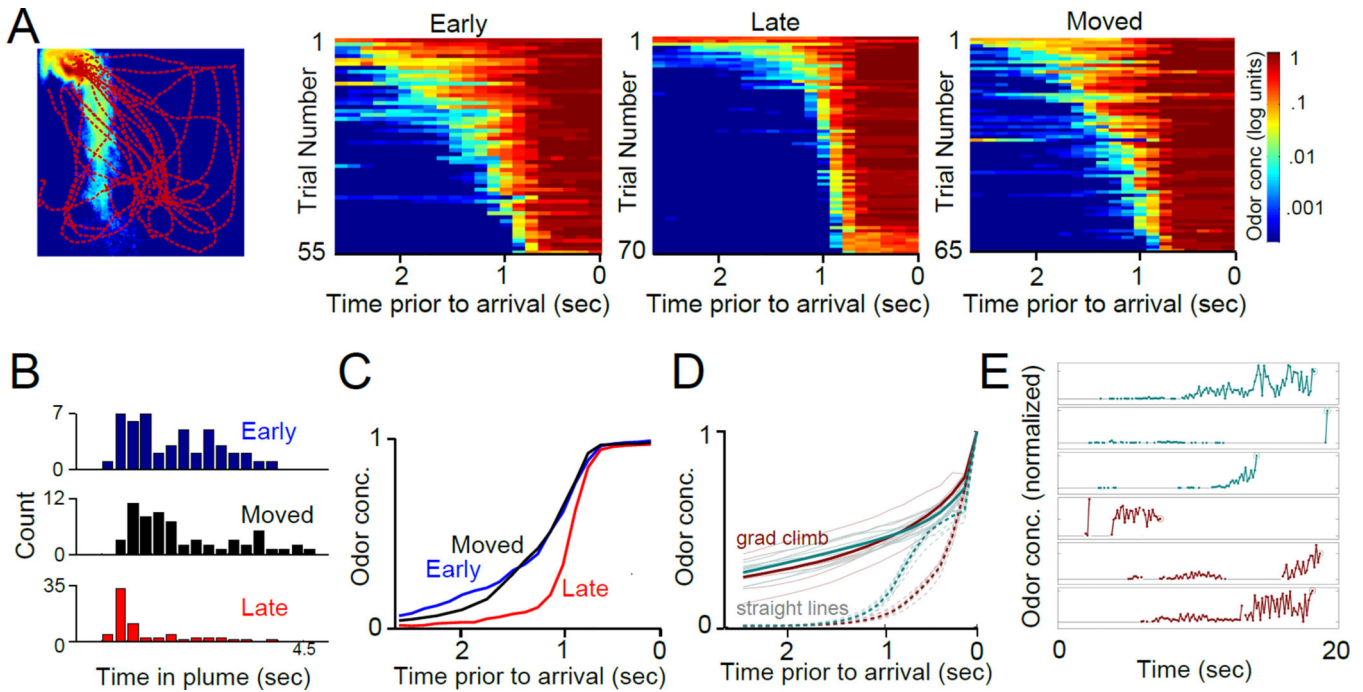 A
Early
Late
Moved
1
1
1
Trial Number
Trial Number
Trial Number
55
70
65
2
1
0
2
1
0
2
1
0
Time prior to arrival (sec)
Time prior to arrival (sec)
Time prior to arrival (sec)
1
.1
.01
.001
Odor conc (log units)
B
7
Early
0
12
Moved
0
35
Late
0
4.5
Count
Time in plume (sec)
C
1
Odor conc.
Moved
Early
Late
0
2
1
0
Time prior to arrival (sec)
D
1
Odor conc.
grad climb
straight lines
0
2
1
0
Time prior to arrival (sec)
E
Odor conc. (normalized)
0
20
Time (sec)